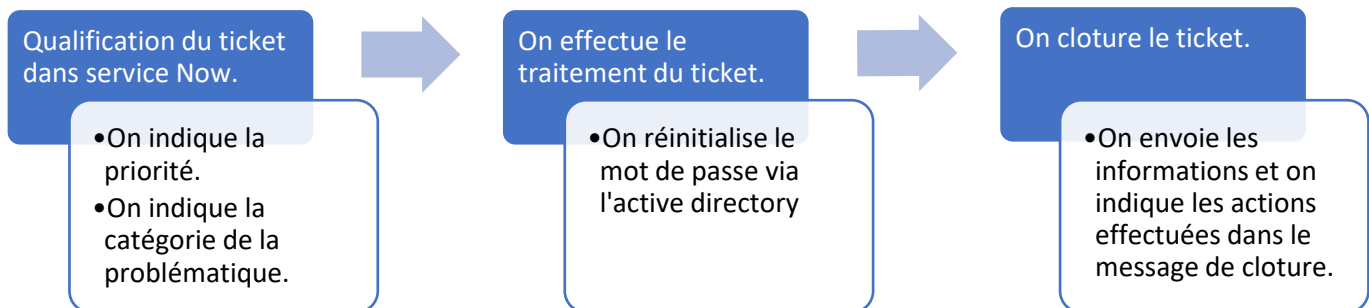 Qualification du ticket
dans service Now.
•On indique la
priorité.
•On indique la
catégorie de la
problématique.
On effectue le
traitement du ticket.
•On réinitialise le
mot de passe via
l'active directory
On cloture le ticket.
•On envoie les
informations et on
indique les actions
effectuées dans le
message de cloture.